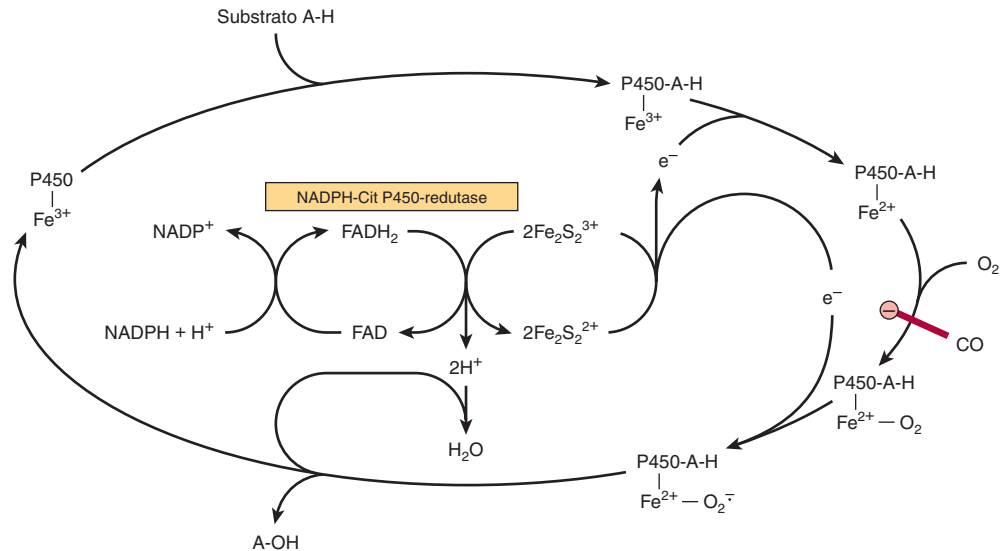 Substrato A-H
P450-A-H
Fe³⁺
e⁻
P450-A-H
Fe²⁺
P450
Fe³⁺
NADPH-Cit P450-redutase
NADP⁺
FADH₂
2Fe₂S₂³⁺
O₂
e⁻
NADPH + H⁺
FAD
2Fe₂S₂²⁺
−
CO
2H⁺
P450-A-H
Fe²⁺ — O₂
H₂O
P450-A-H
Fe²⁺ — O₂⨪
A-OH